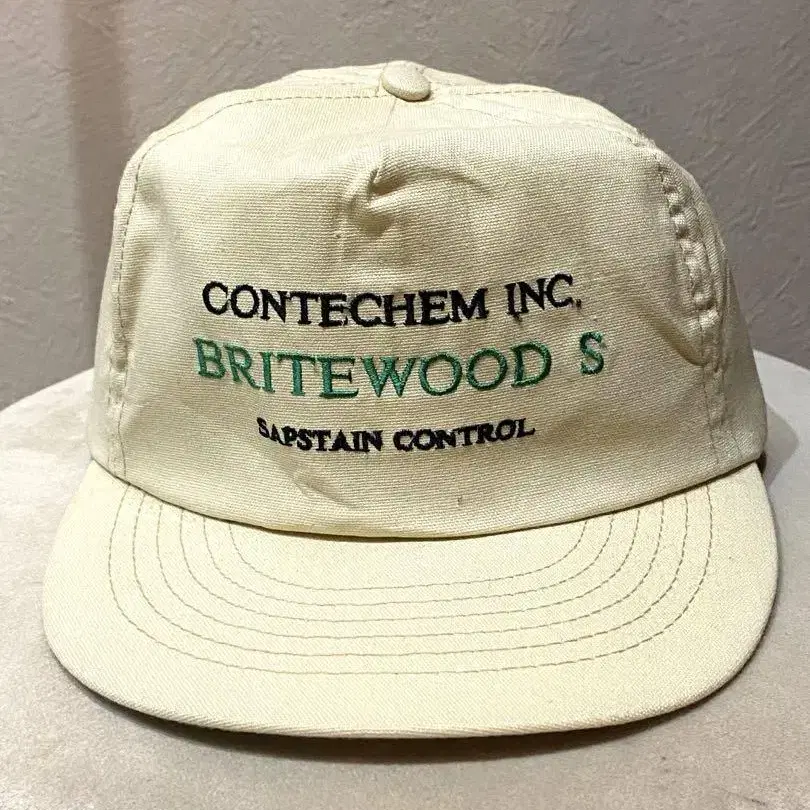 CONTECHEM INC.
BRITEWOOD S
SAPSTAIN CONTROL